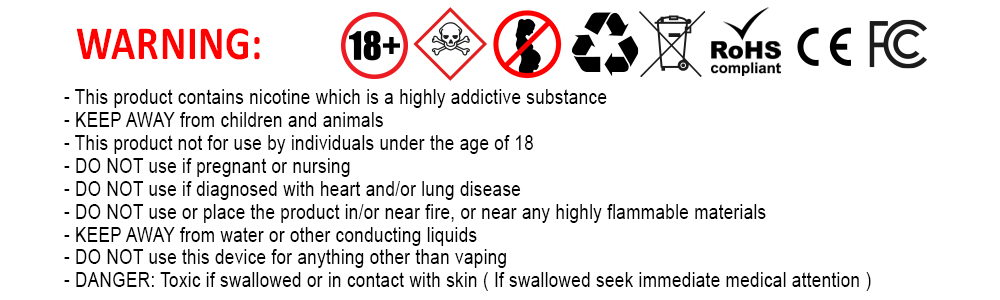 WARNING: 18+ RoHS compliant CE FC
- This product contains nicotine which is a highly addictive substance
- KEEP AWAY from children and animals
- This product not for use by individuals under the age of 18
- DO NOT use if pregnant or nursing
- DO NOT use if diagnosed with heart and/or lung disease
- DO NOT use or place the product in/or near fire, or near any highly flammable materials
- KEEP AWAY from water or other conducting liquids
- DO NOT use this device for anything other than vaping
- DANGER: Toxic if swallowed or in contact with skin ( If swallowed seek immediate medical attention )